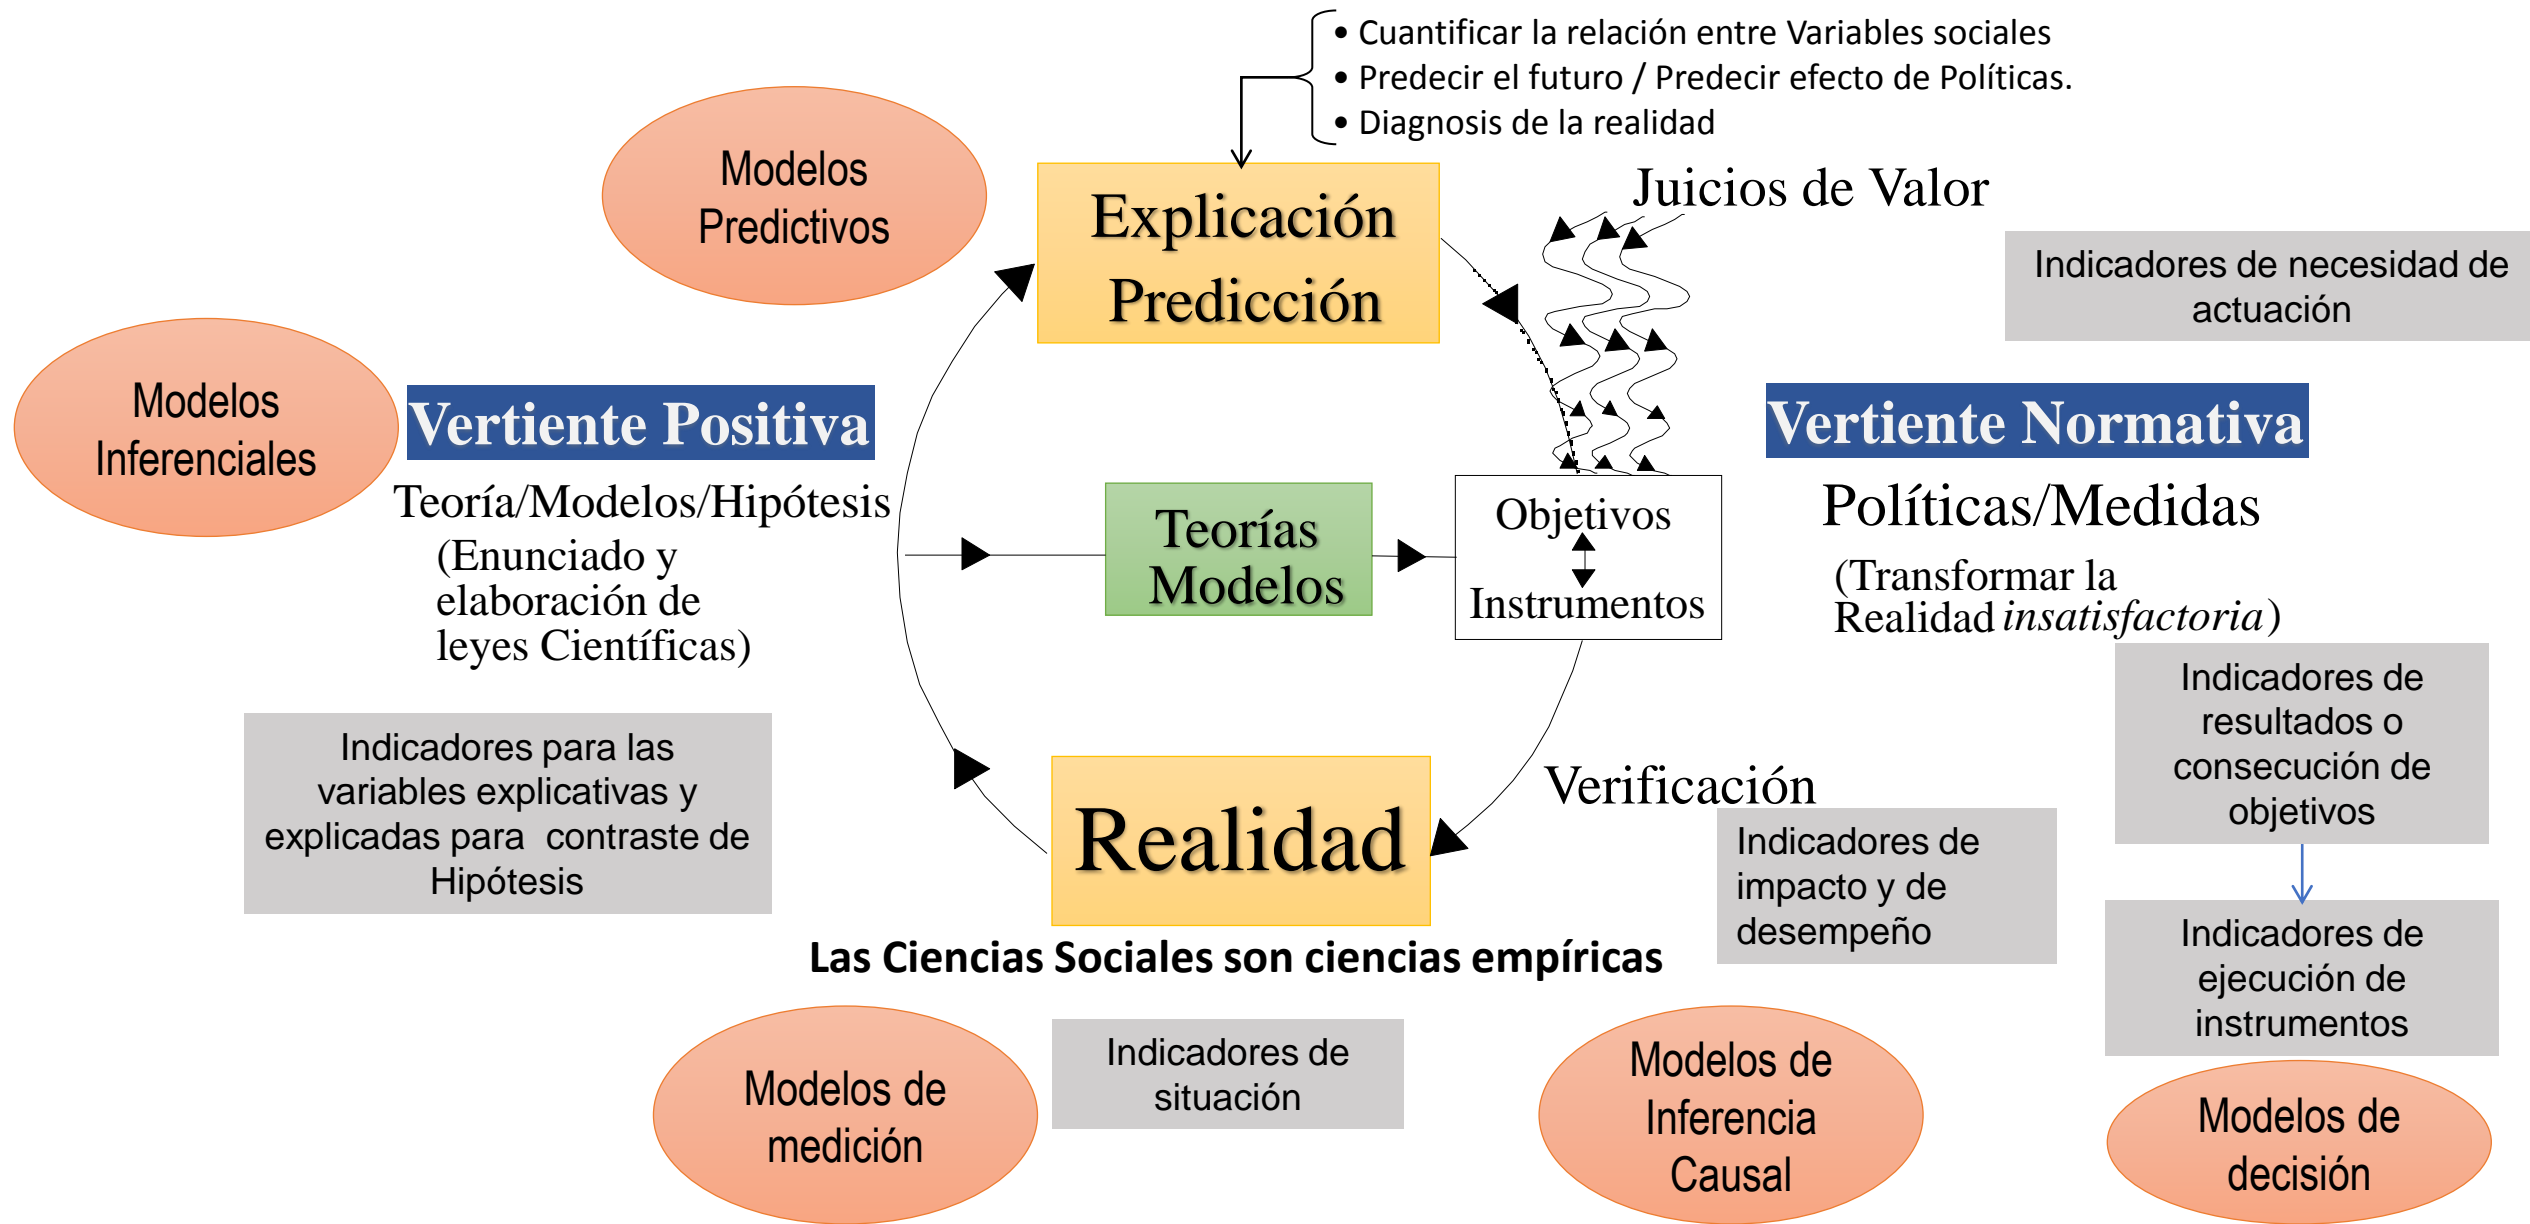 • Cuantificar la relación entre Variables sociales
• Predecir el futuro / Predecir efecto de Políticas.
• Diagnosis de la realidad
Modelos
Predictivos
Explicación
Predicción
Juicios de Valor
Indicadores de necesidad de
actuación
Modelos
Inferenciales
Vertiente Positiva
Teoría/Modelos/Hipótesis
(Enunciado y
elaboración de
leyes Científicas)
Teorías
Modelos
Objetivos
Instrumentos
Vertiente Normativa
Políticas/Medidas
(Transformar la
Realidad insatisfactoria)
Indicadores para las
variables explicativas y
explicadas para  contraste de
Hipótesis
Realidad
Verificación
Indicadores de
impacto y de
desempeño
Indicadores de
resultados o
consecución de
objetivos
Indicadores de
ejecución de
instrumentos
Las Ciencias Sociales son ciencias empíricas
Modelos de
medición
Indicadores de
situación
Modelos de
Inferencia
Causal
Modelos de
decisión